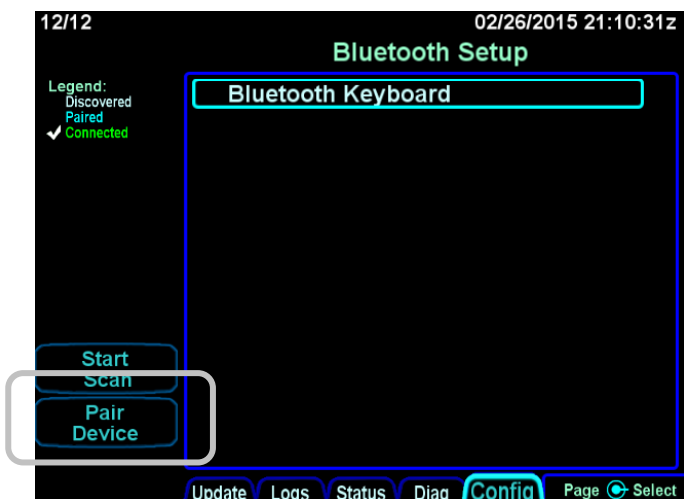 12/12 02/26/2015 21:10:31z
Bluetooth Setup
Legend:
Discovered
Paired
Connected
Bluetooth Keyboard
Start
Scan
Pair
Device
Update Logs Status Diag Config Page Select